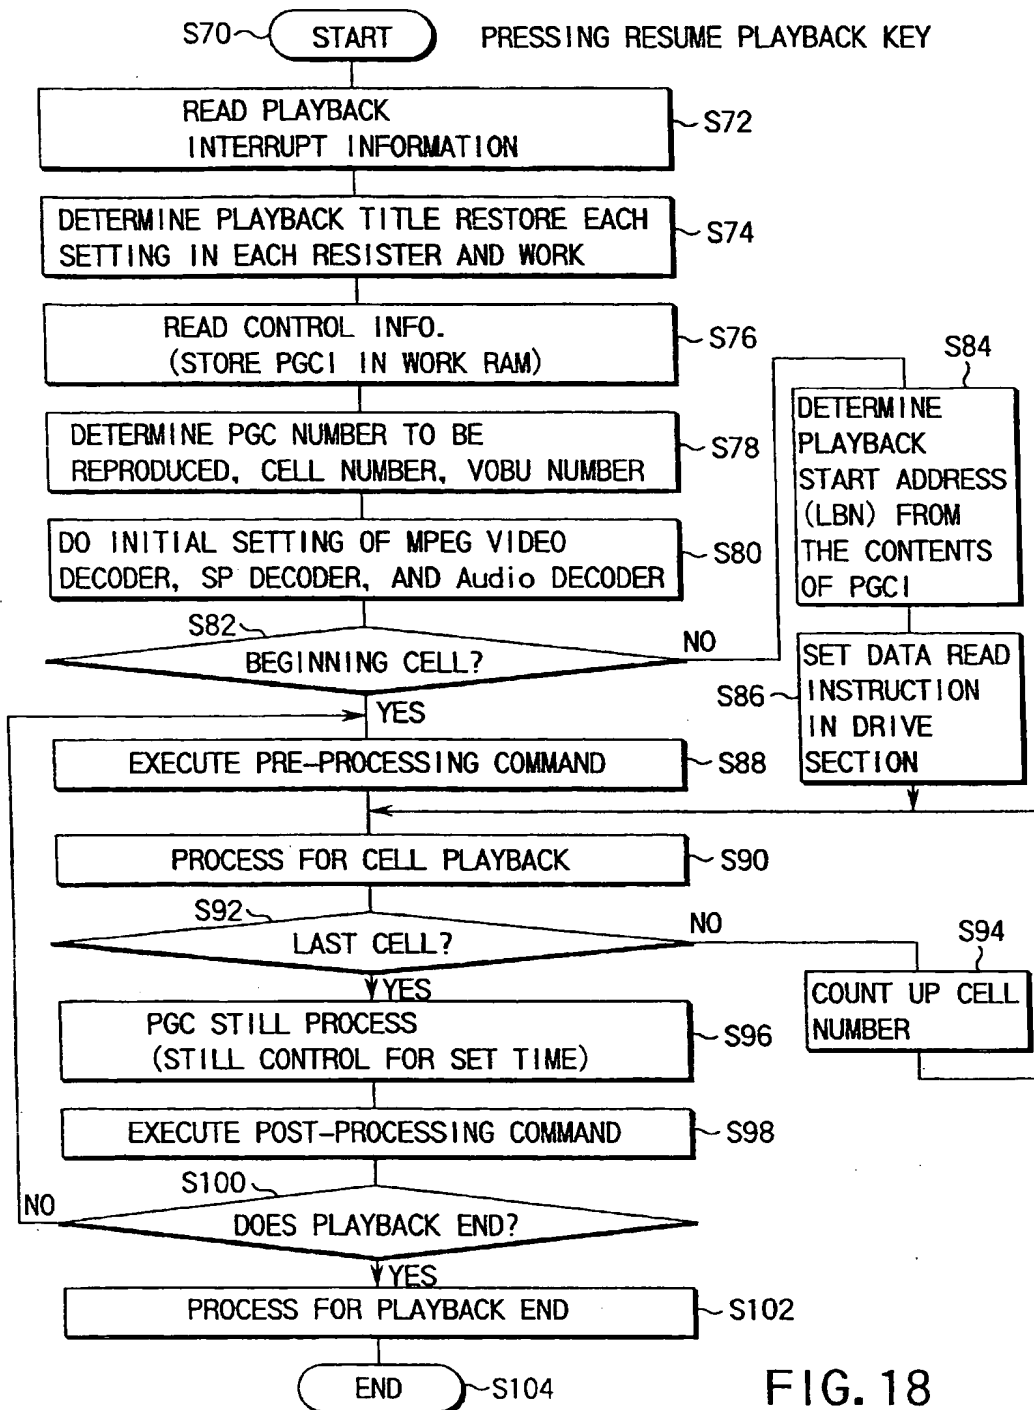 S70
START
PRESSING RESUME PLAYBACK KEY
READ PLAYBACK
INTERRUPT INFORMATION
S72
DETERMINE PLAYBACK TITLE RESTORE EACH
SETTING IN EACH RESISTER AND WORK
S74
READ CONTROL INFO.
(STORE PGCI IN WORK RAM)
S76
DETERMINE PGC NUMBER TO BE
REPRODUCED, CELL NUMBER, VOBU NUMBER
S78
DO INITIAL SETTING OF MPEG VIDEO
DECODER, SP DECODER, AND Audio DECODER
S80
S82
BEGINNING CELL?
NO
YES
S84
DETERMINE
PLAYBACK
START ADDRESS
(LBN) FROM
THE CONTENTS
OF PGCI
S86
SET DATA READ
INSTRUCTION
IN DRIVE
SECTION
EXECUTE PRE-PROCESSING COMMAND
S88
PROCESS FOR CELL PLAYBACK
S90
S92
LAST CELL?
NO
YES
S94
COUNT UP CELL
NUMBER
PGC STILL PROCESS
(STILL CONTROL FOR SET TIME)
S96
EXECUTE POST-PROCESSING COMMAND
S98
S100
NO
DOES PLAYBACK END?
YES
PROCESS FOR PLAYBACK END
S102
END
S104
FIG. 18